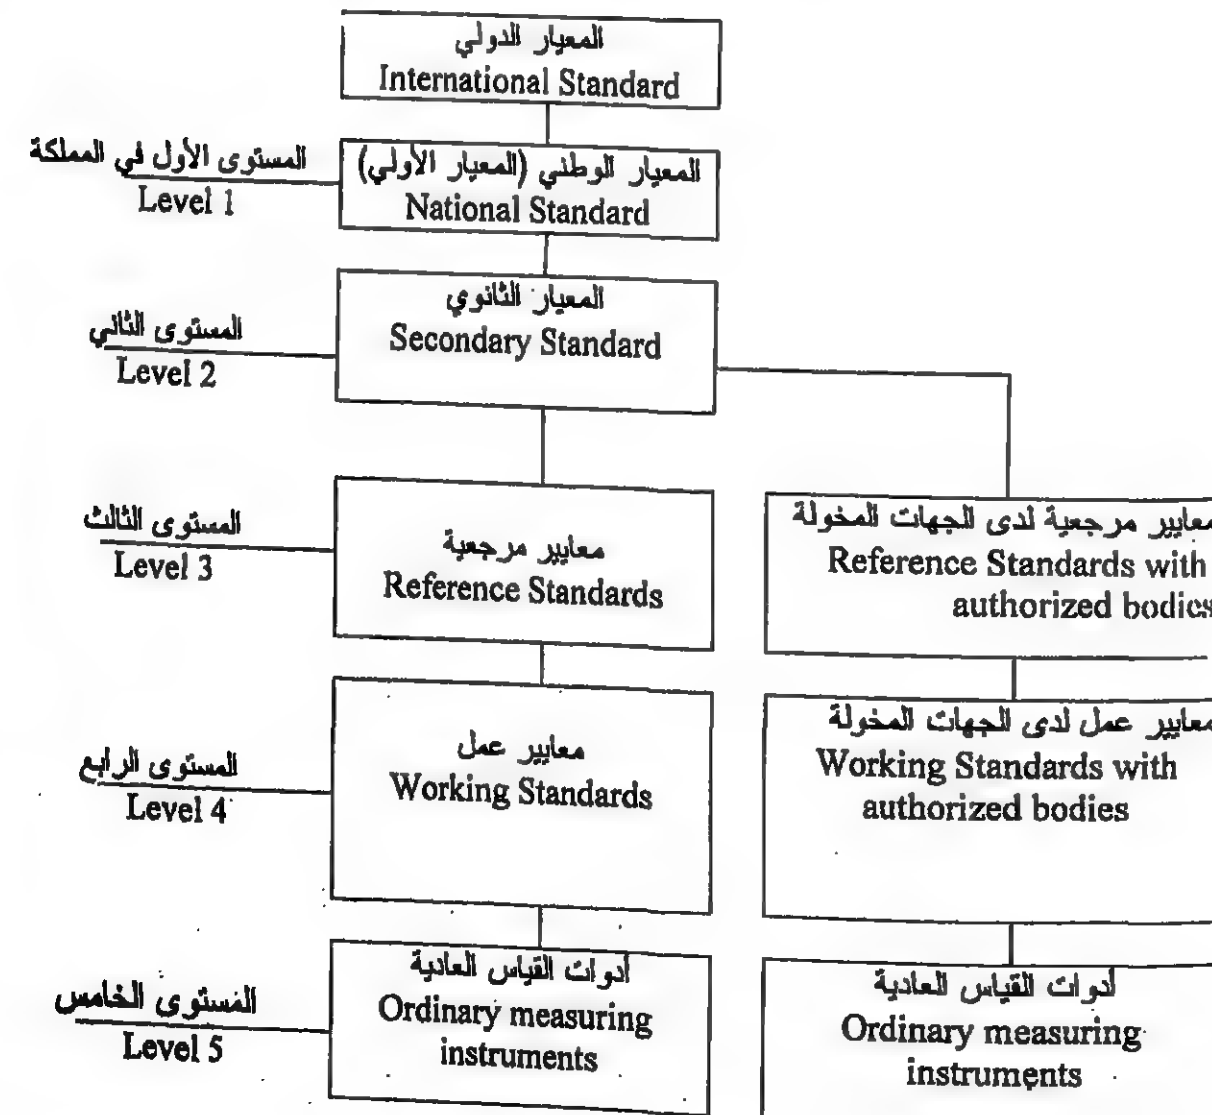 المعيار الدولي
International Standard
المستوى الأول في المملكة
Level 1
المعيار الوطني (المعيار الأولي)
National Standard
المستوى الثاني
Level 2
المعيار الثانوي
Secondary Standard
المستوى الثالث
Level 3
معايير مرجعية
Reference Standards
معايير مرجعية لدى الجهات المخولة
Reference Standards with
authorized bodies
المستوى الرابع
Level 4
معايير عمل
Working Standards
معايير عمل لدى الجهات المخولة
Working Standards with
authorized bodies
المستوى الخامس
Level 5
أدوات القياس العادية
Ordinary measuring
instruments
أدوات القياس العادية
Ordinary measuring
instruments